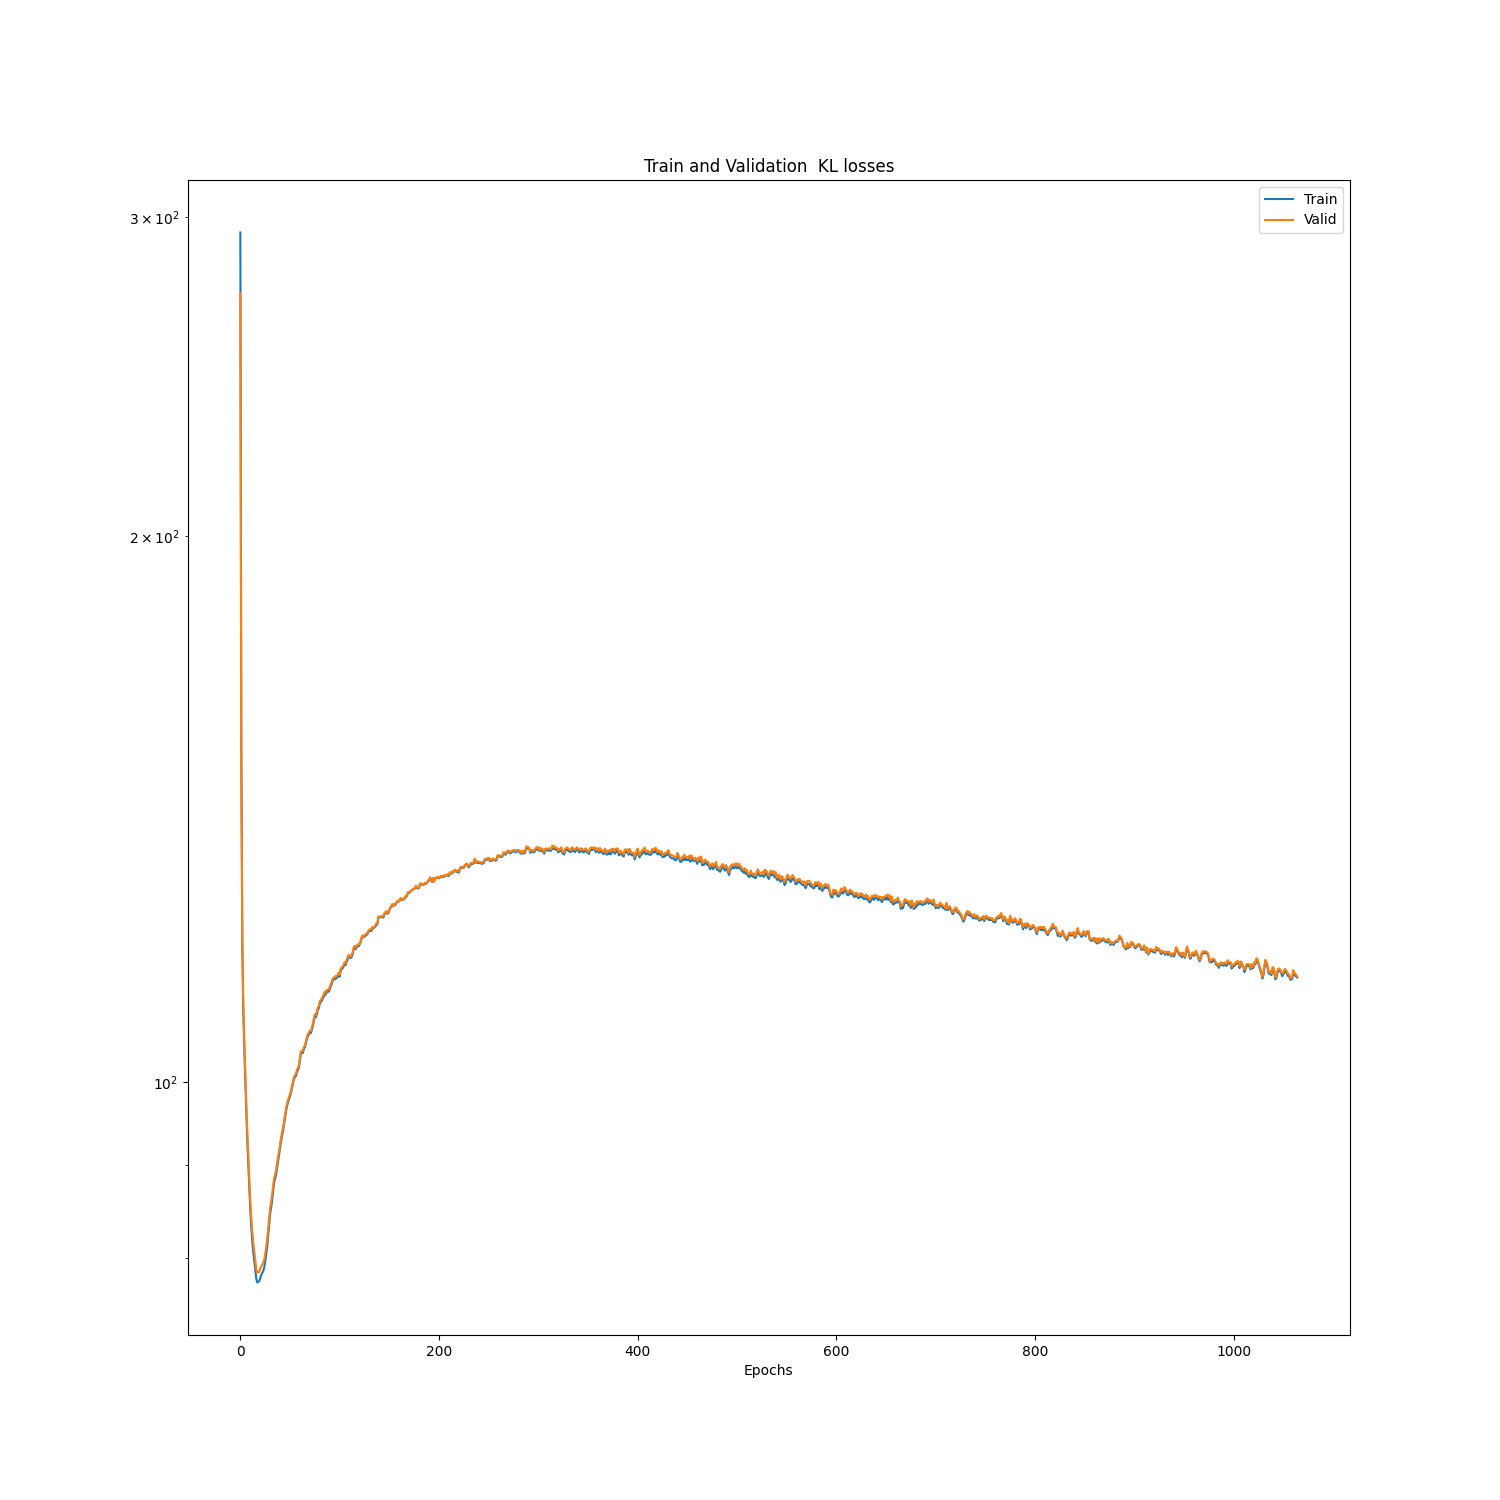 Train and Validation  KL losses
Train
Valid
3 × 10²
2 × 10²
10²
0 200 400 600 800 1000
Epochs